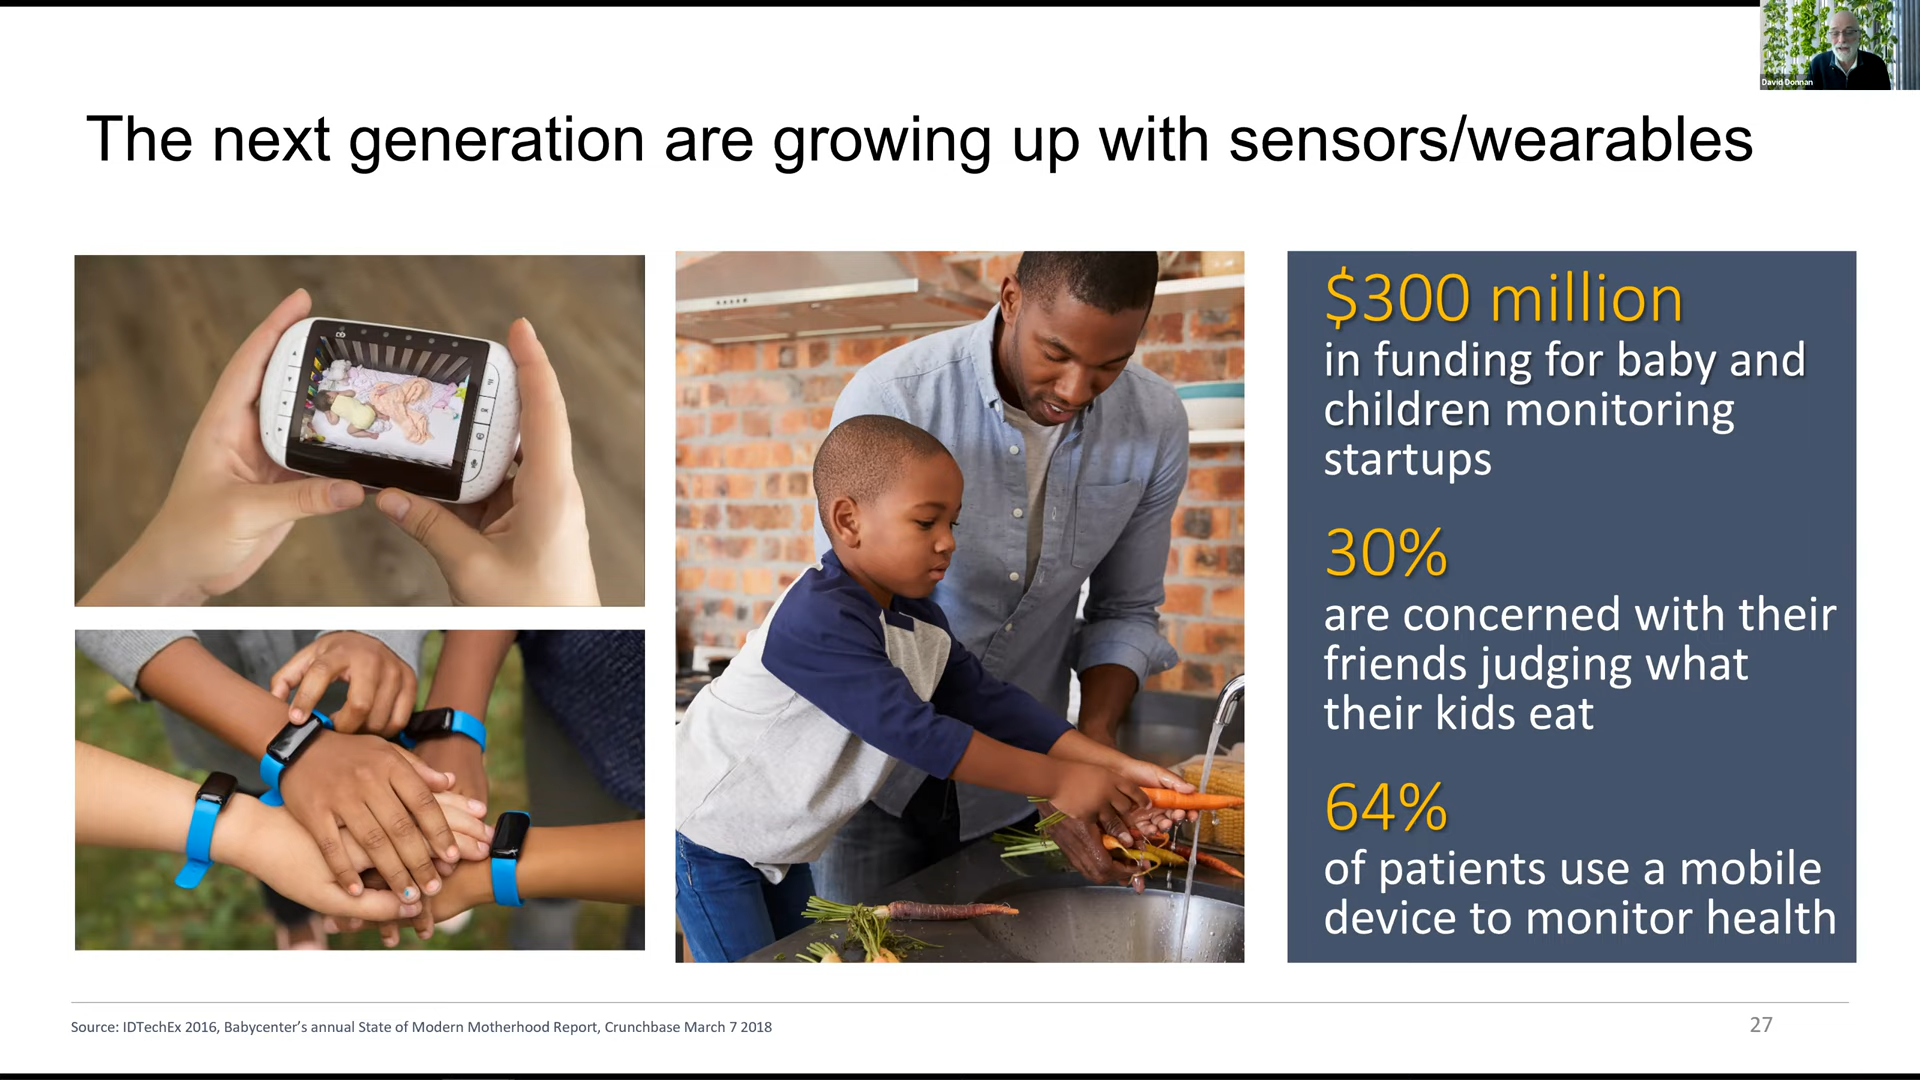 David Donnan
The next generation are growing up with sensors/wearables
$300 million
in funding for baby and
children monitoring
startups
30%
are concerned with their
friends judging what
their kids eat
64%
of patients use a mobile
device to monitor health
Source: IDTechEx 2016, Babycenter’s annual State of Modern Motherhood Report, Crunchbase March 7 2018
27